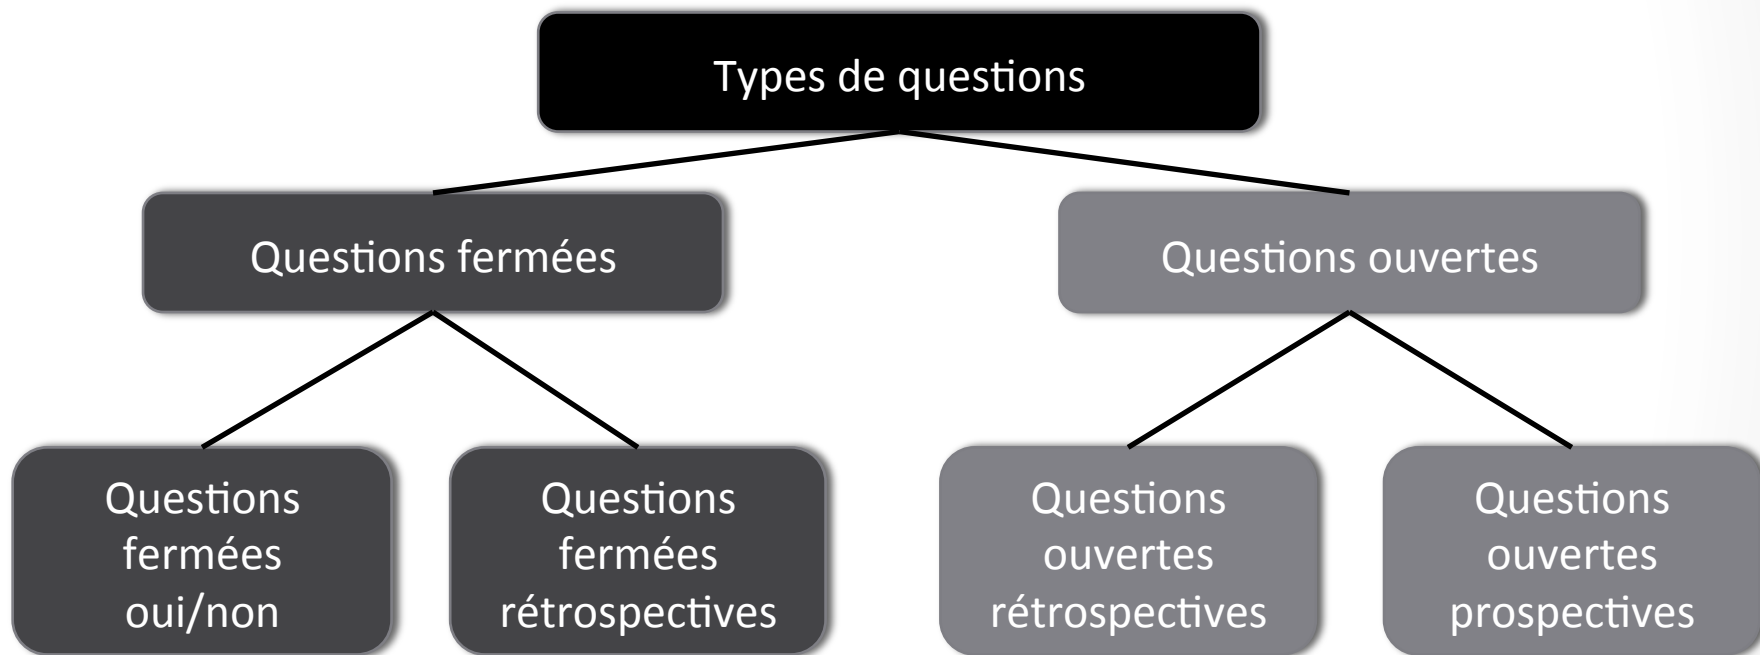 Types de questions
Questions fermées
Questions ouvertes
Questions
fermées
oui/non
Questions
fermées
rétrospectives
Questions
ouvertes
rétrospectives
Questions
ouvertes
prospectives